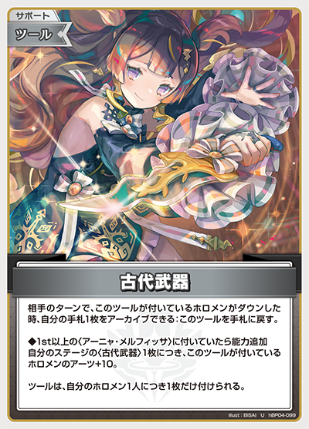 サポート
ツール
古代武器
相手のターンで、このツールが付いているホロメンがダウンした
時、自分の手札1枚をアーカイブできる：このツールを手札に戻す。
◆1st以上の〈アーニャ・メルフィッサ〉に付いていたら能力追加
自分のステージの〈古代武器〉1枚につき、このツールが付いている
ホロメンのアーツ+10。
ツールは、自分のホロメン1人につき1枚だけ付けられる。
illust : BISAI U hBP04-099